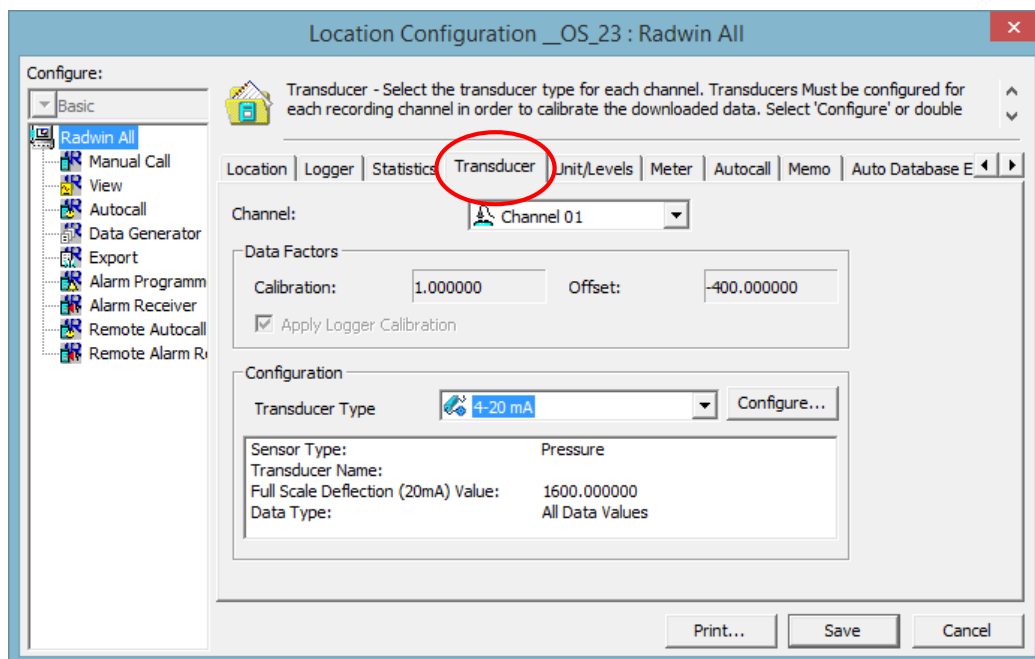 Location Configuration __OS_23 : Radwin All
×
Configure:
Basic
Radwin All
Manual Call
View
Autocall
Data Generator
Export
Alarm Programm
Alarm Receiver
Remote Autocall
Remote Alarm R
Transducer - Select the transducer type for each channel. Transducers Must be configured for
each recording channel in order to calibrate the downloaded data. Select 'Configure' or double
Location Logger Statistics Transducer Unit/Levels Meter Autocall Memo Auto Database E
Channel: Channel 01
Data Factors
Calibration: 1.000000 Offset: -400.000000
Apply Logger Calibration
Configuration
Transducer Type 4-20 mA Configure...
Sensor Type: Pressure
Transducer Name:
Full Scale Deflection (20mA) Value: 1600.000000
Data Type: All Data Values
Print... Save Cancel